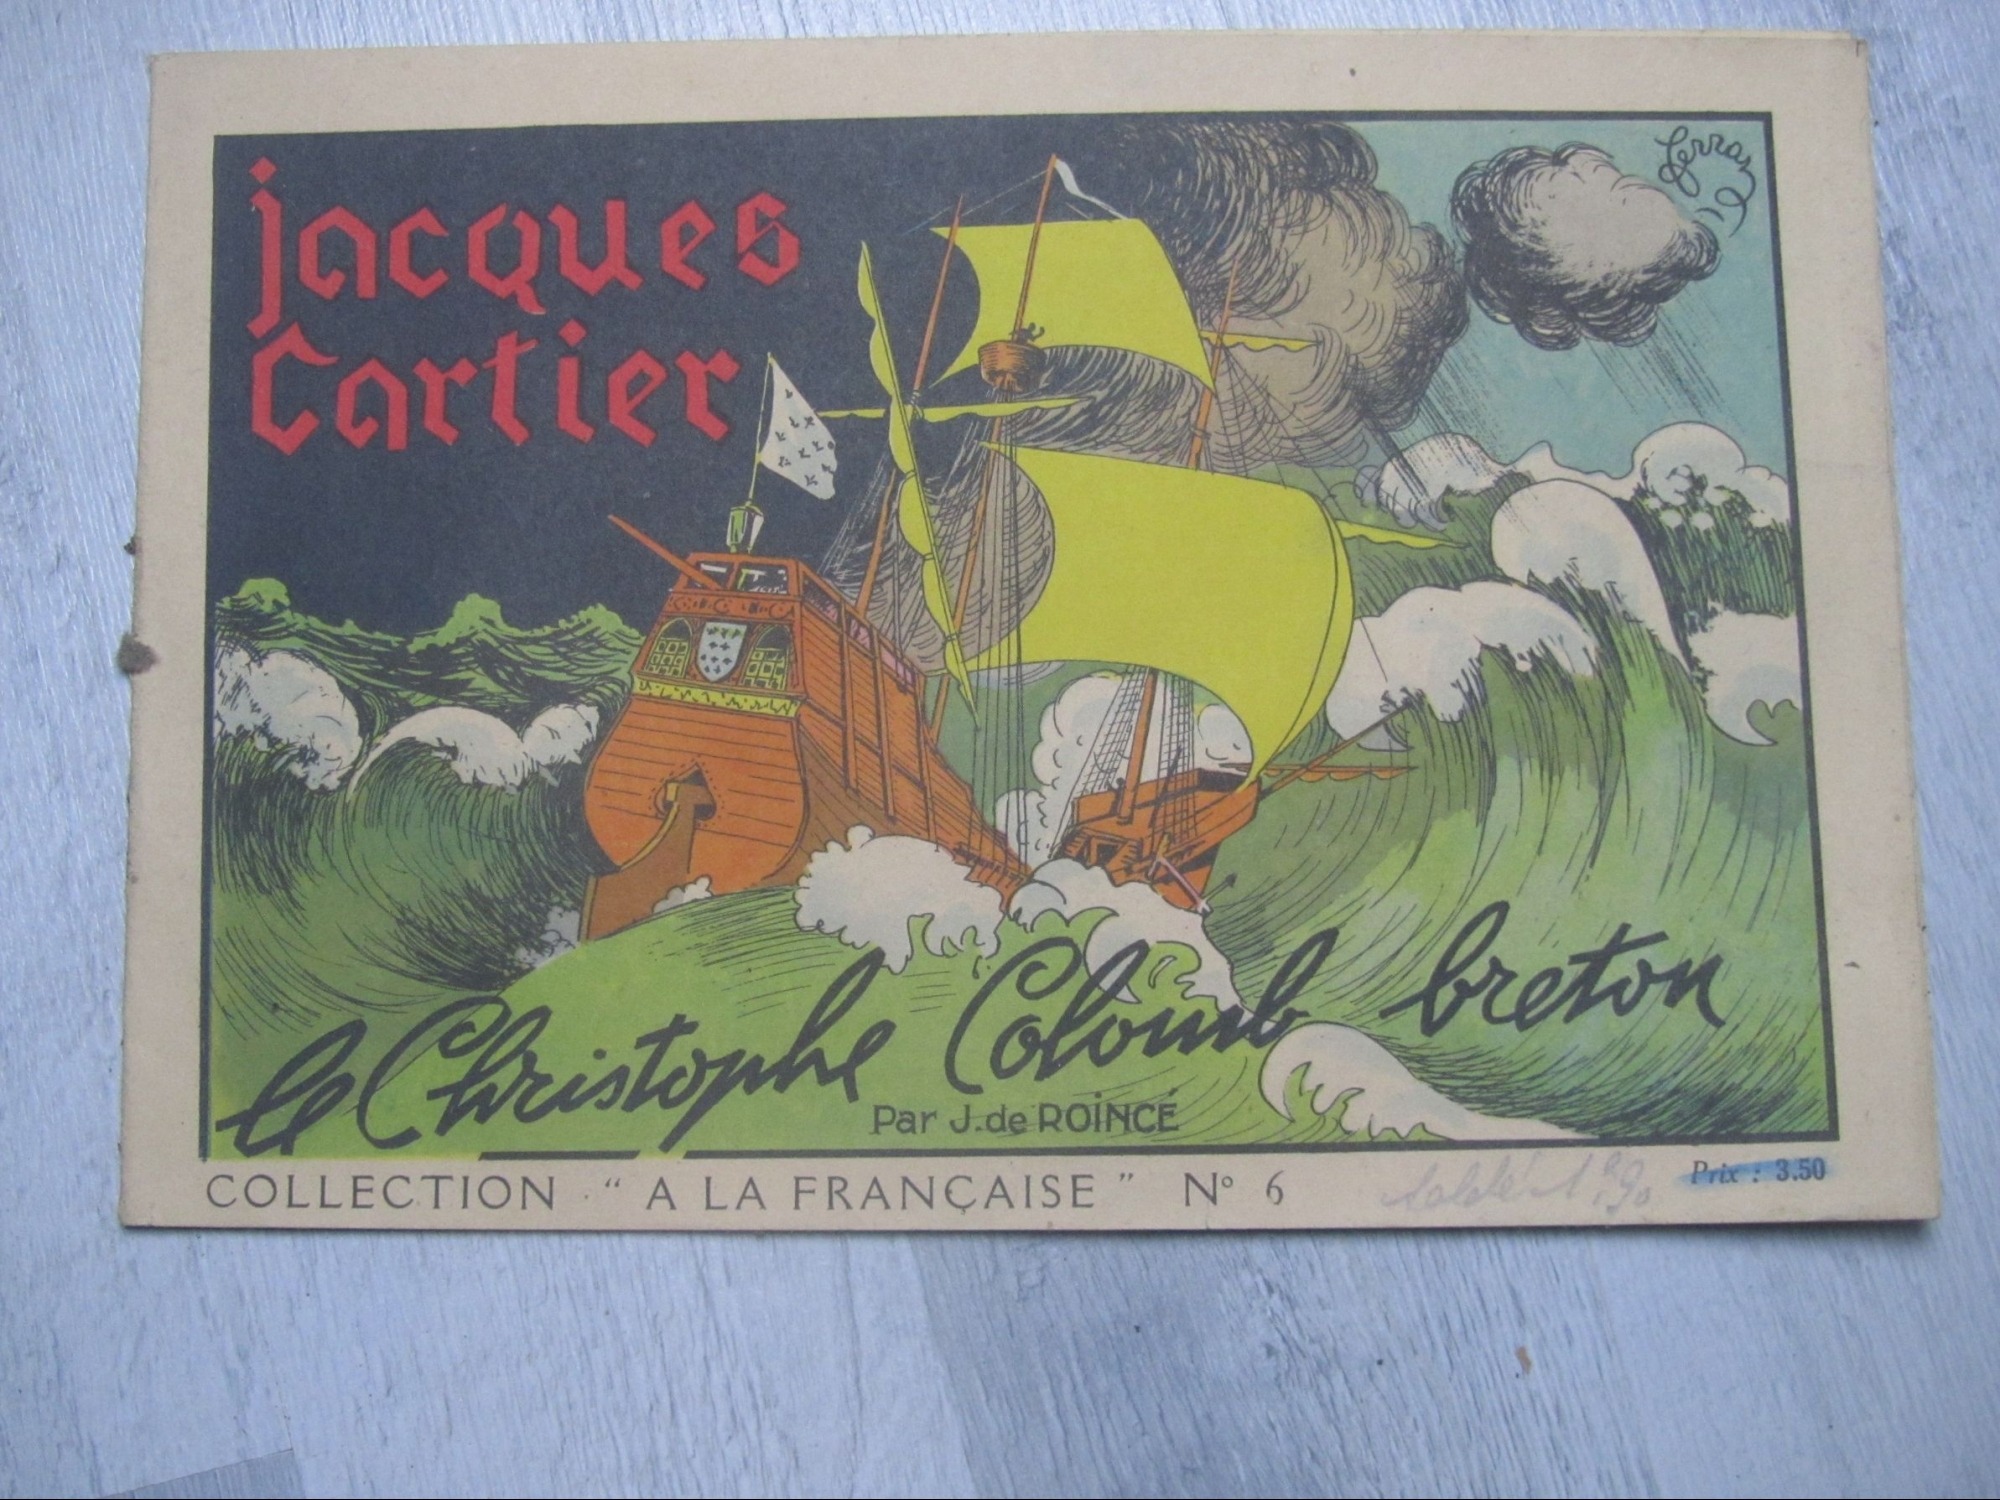 jacques
Cartier
le Christophe Colomb breton
Par J. de ROINCÉ
COLLECTION “ A LA FRANÇAISE ” N° 6
Prix : 3.50